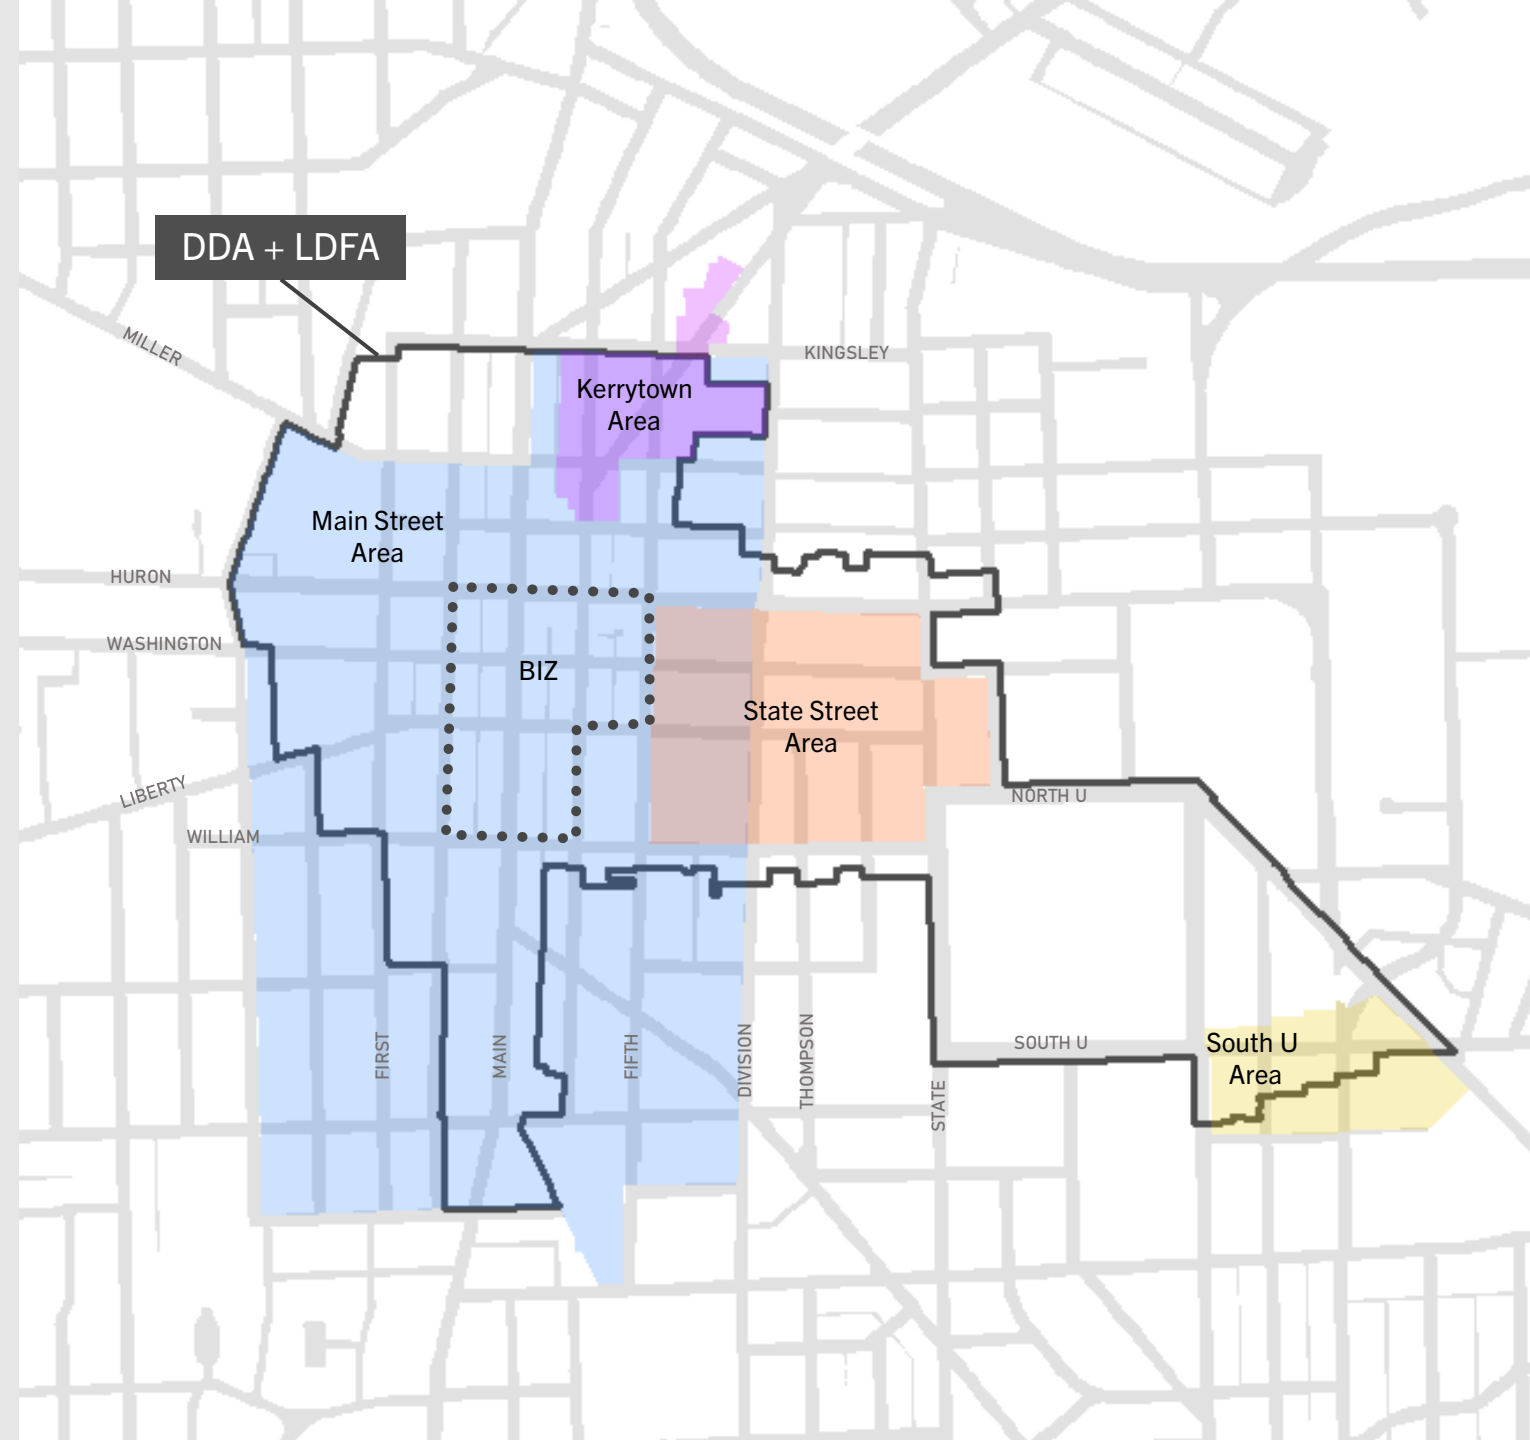 DDA + LDFA
MILLER
KINGSLEY
Kerrytown
Area
Main Street
Area
HURON
WASHINGTON
BIZ
State Street
Area
LIBERTY
NORTH U
WILLIAM
FIRST
MAIN
FIFTH
DIVISION
THOMPSON
STATE
SOUTH U
South U
Area